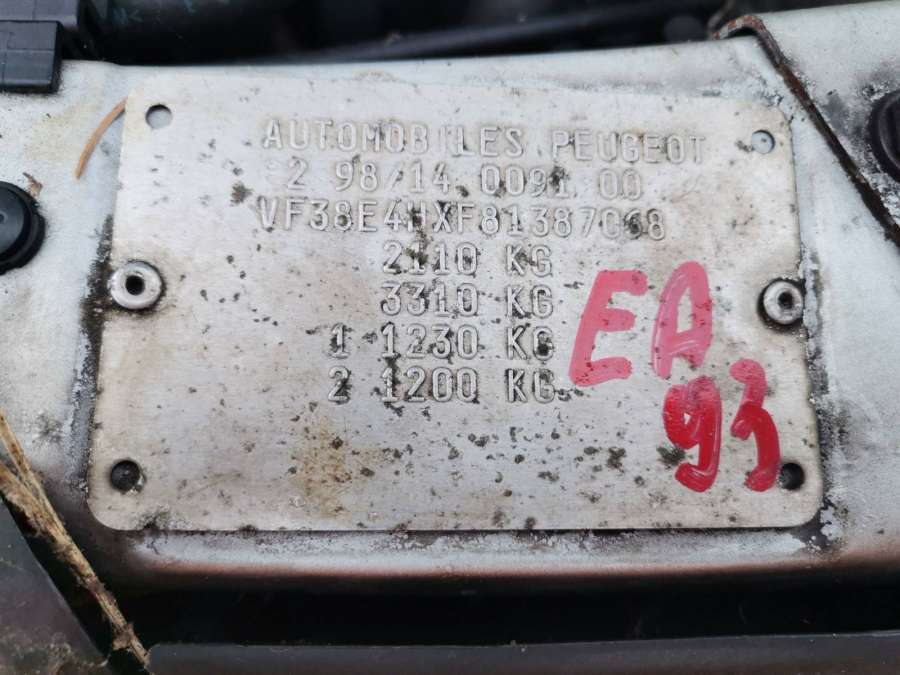 AUTOMOBILES PEUGEOT
2 98/14 0091 00
VF38E4HXF81387068
2110 KG
3310 KG
1 1230 KG
2 1200 KG
EA
93